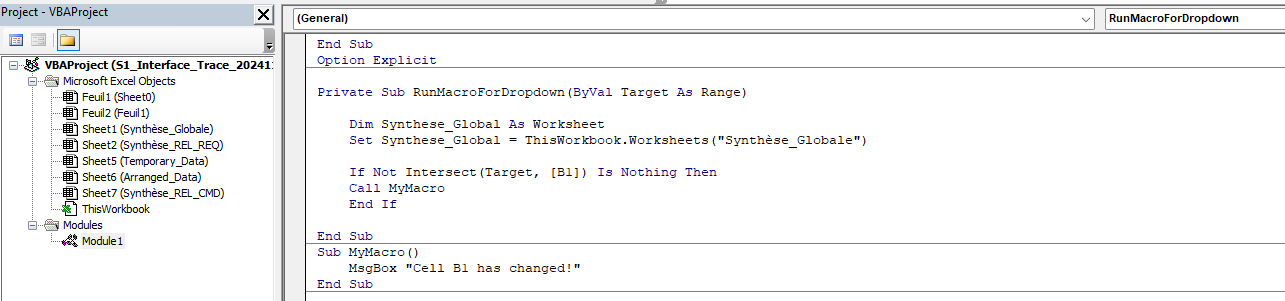 Project - VBAProject
VBAProject (S1_Interface_Trace_20241
Microsoft Excel Objects
Feuil1 (Sheet0)
Feuil2 (Feuil1)
Sheet1 (Synthèse_Globale)
Sheet2 (Synthèse_REL_REQ)
Sheet5 (Temporary_Data)
Sheet6 (Arranged_Data)
Sheet7 (Synthèse_REL_CMD)
ThisWorkbook
Modules
Module1
(General)
RunMacroForDropdown
End Sub
Option Explicit
Private Sub RunMacroForDropdown(ByVal Target As Range)
Dim Synthese_Global As Worksheet
Set Synthese_Global = ThisWorkbook.Worksheets("Synthèse_Globale")
If Not Intersect(Target, [B1]) Is Nothing Then
Call MyMacro
End If
End Sub
Sub MyMacro()
MsgBox "Cell B1 has changed!"
End Sub